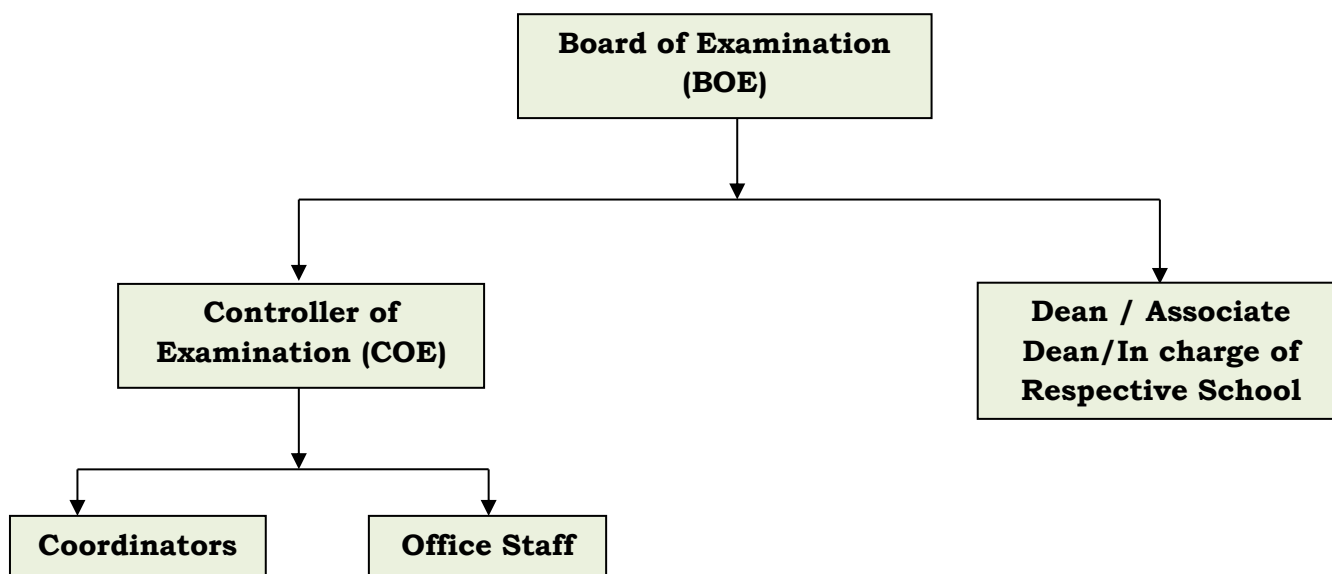 Board of Examination
(BOE)
Controller of
Examination (COE)
Dean / Associate
Dean/In charge of
Respective School
Coordinators
Office Staff